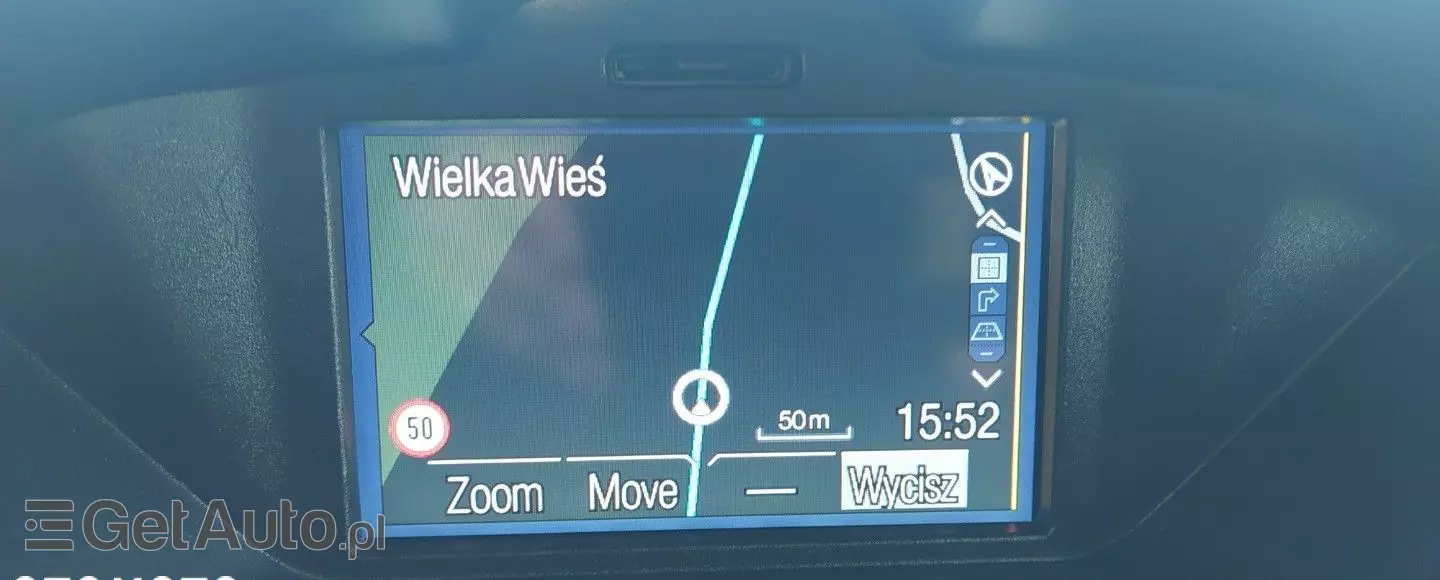 WielkaWieś
50
50m
15:52
Zoom Move Wycisz
GetAuto.pl